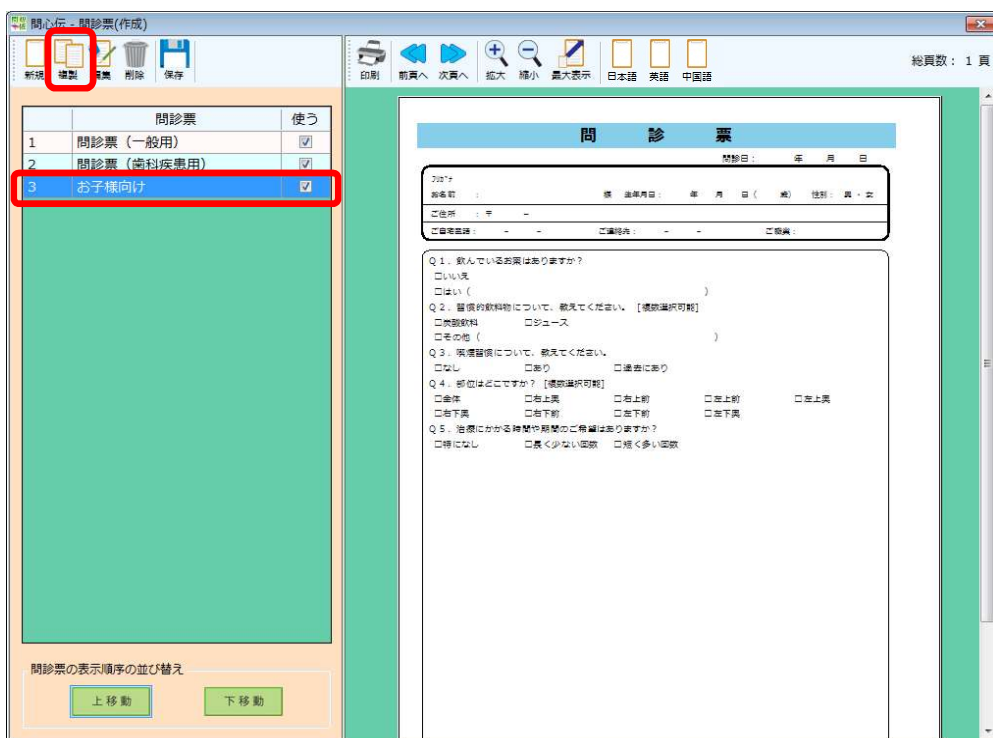 問心伝 - 問診票(作成)
新規 複製 編集 削除 保存
印刷 前頁へ 次頁へ 拡大 縮小 最大表示 日本語 英語 中国語
総頁数： 1 頁
問診票 使う
1 問診票（一般用）
2 問診票（歯科疾患用）
3 お子様向け
問診票の表示順序の並び替え
上移動 下移動
問 診 票
問診日： 年 月 日
ﾌﾘｶﾞﾅ
お名前 ： 様 生年月日： 年 月 日（ 歳） 性別： 男 ・ 女
ご住所 ： 〒 －
ご自宅電話： － － ご連絡先： － － ご職業：
Ｑ１．飲んでいるお薬はありますか？
□いいえ
□はい（ ）
Ｑ２．習慣的飲料物について、教えてください。［複数選択可能］
□炭酸飲料 □ジュース
□その他（ ）
Ｑ３．喫煙習慣について、教えてください。
□なし □あり □過去にあり
Ｑ４．部位はどこですか？［複数選択可能］
□全体 □右上奥 □右上前 □左上前 □左上奥
□右下奥 □右下前 □左下前 □左下奥
Ｑ５．治療にかかる時間や期間のご希望はありますか？
□特になし □長く少ない回数 □短く多い回数